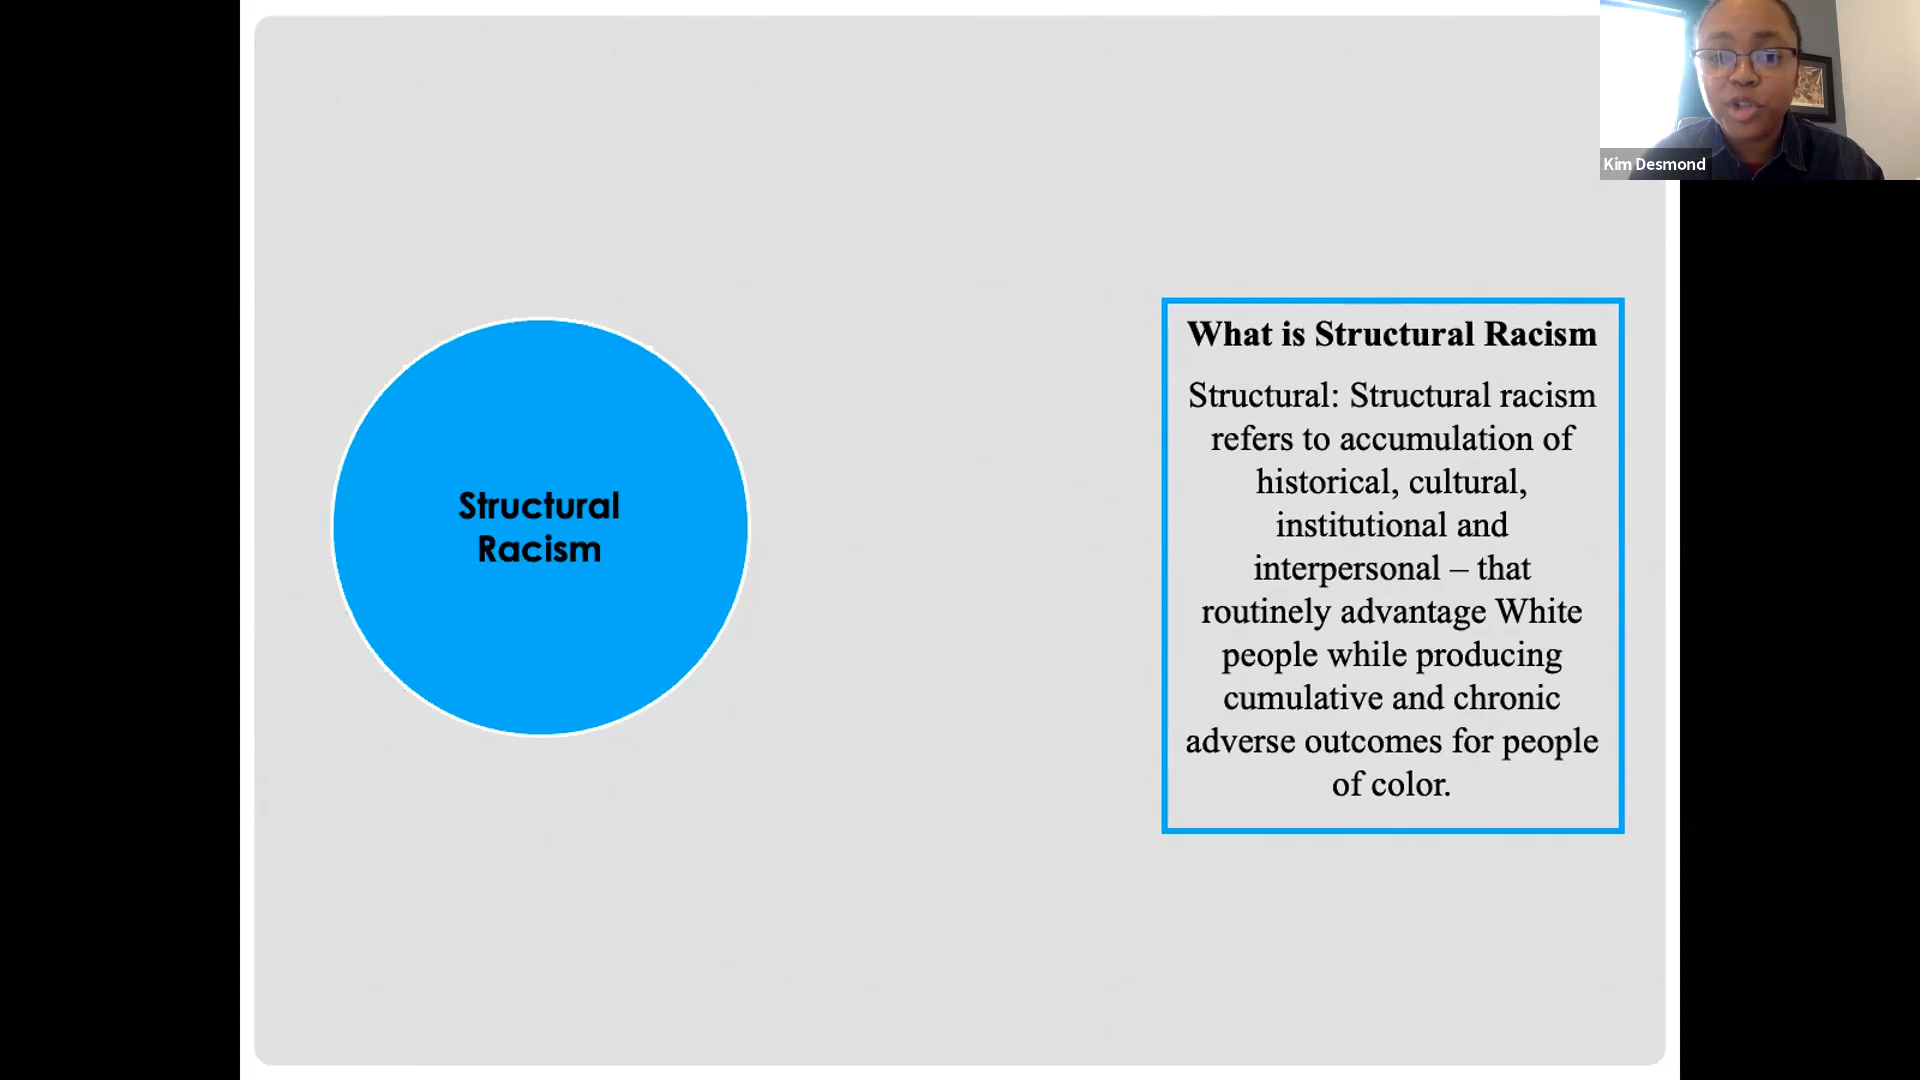 Kim Desmond
Structural
Racism
What is Structural Racism
Structural: Structural racism
refers to accumulation of
historical, cultural,
institutional and
interpersonal – that
routinely advantage White
people while producing
cumulative and chronic
adverse outcomes for people
of color.